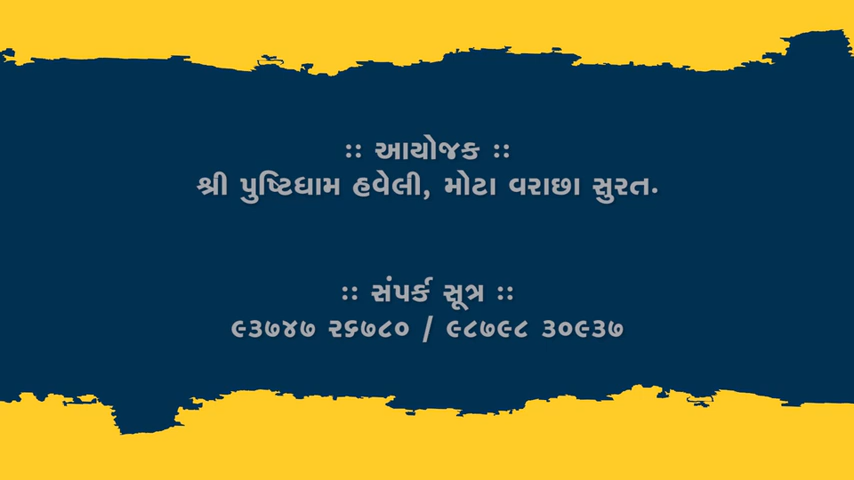 :: આયોજક ::
શ્રી પુષ્ટિધામ હવેલી, મોટા વરાછા સુરત.
:: સંપર્ક સૂત્ર ::
૯૩૭૪૭ ૨૬૭૮૦ / ૯૮૭૯૮ ૩૦૯૩૭